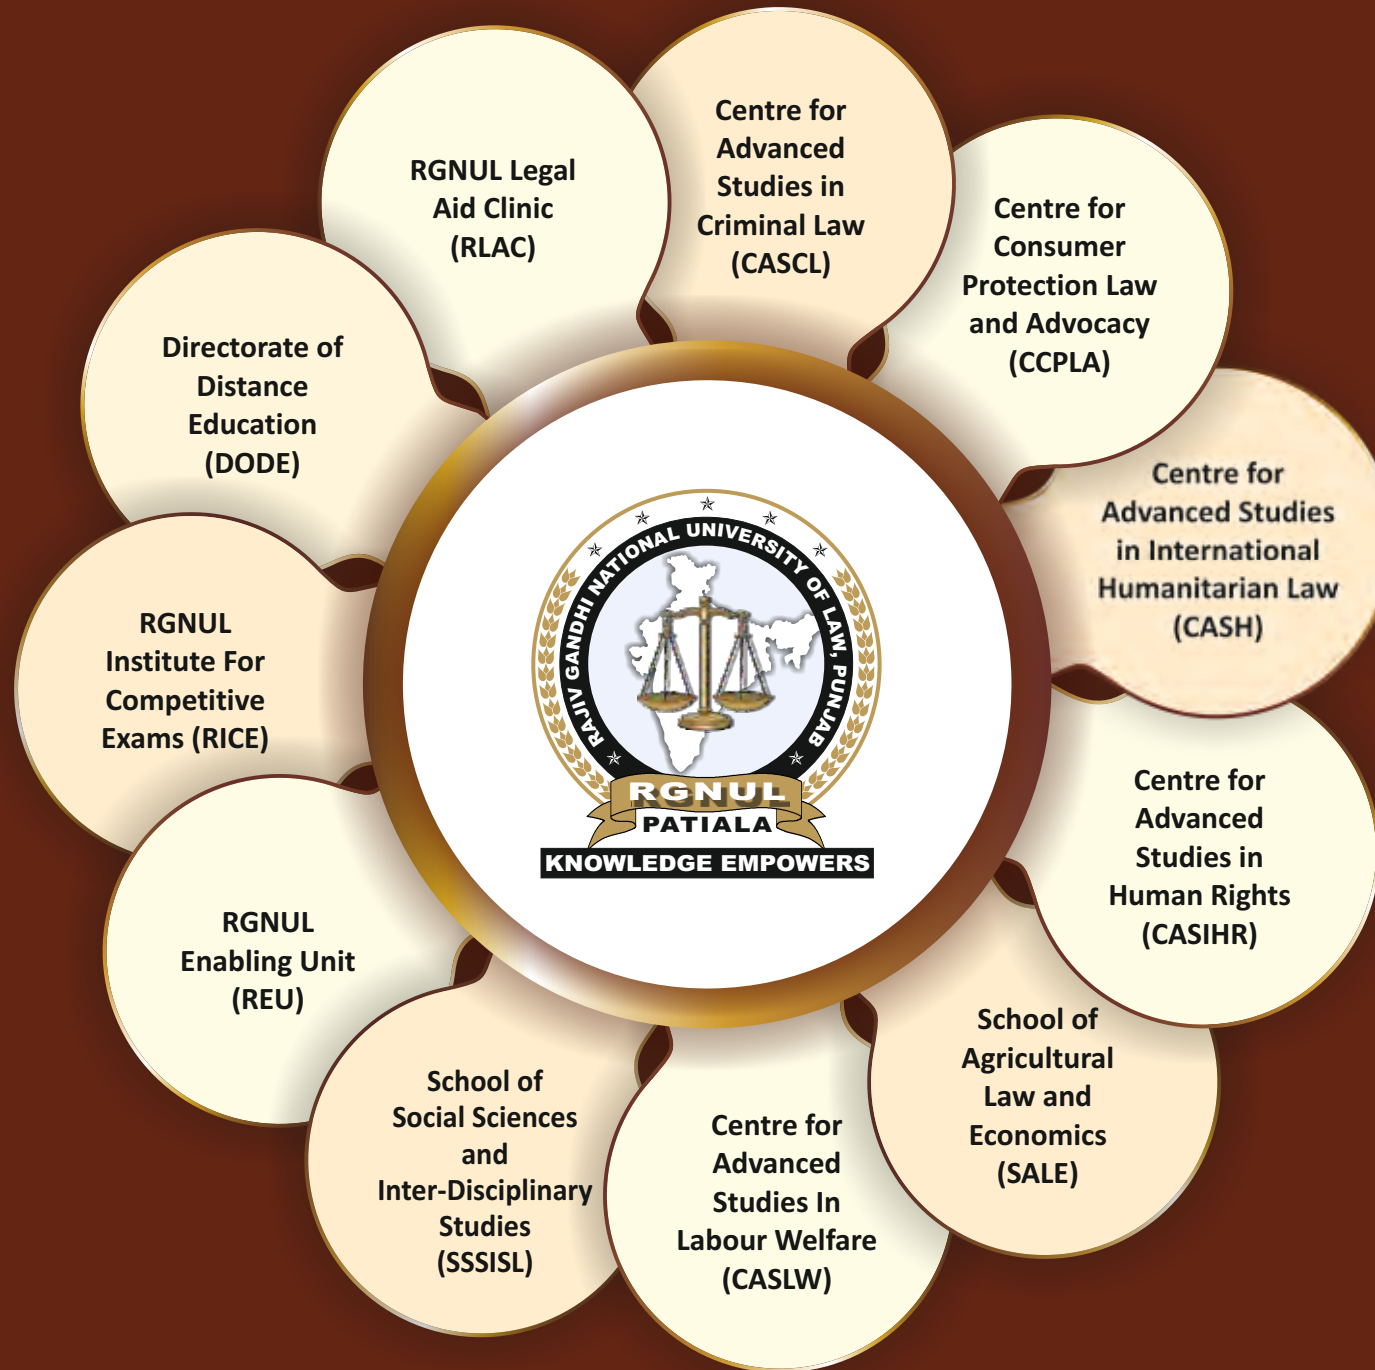 Centre for
Advanced
Studies in
Criminal Law
(CASCL)
Centre for
Consumer
Protection Law
and Advocacy
(CCPLA)
Centre for
Advanced Studies
in International
Humanitarian Law
(CASH)
Centre for
Advanced
Studies in
Human Rights
(CASIHR)
School of
Agricultural
Law and
Economics
(SALE)
Centre for
Advanced
Studies In
Labour Welfare
(CASLW)
School of
Social Sciences
and
Inter-Disciplinary
Studies
(SSSISL)
RGNUL
Enabling Unit
(REU)
RGNUL
Institute For
Competitive
Exams (RICE)
Directorate of
Distance
Education
(DODE)
RGNUL Legal
Aid Clinic
(RLAC)
RAJIV GANDHI NATIONAL UNIVERSITY OF LAW, PUNJAB
RGNUL
PATIALA
KNOWLEDGE EMPOWERS